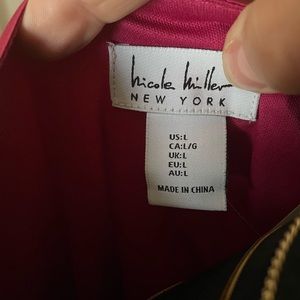 nicole miller
NEW YORK
US:L
CA:L/G
UK:L
EU:L
AU:L
MADE IN CHINA